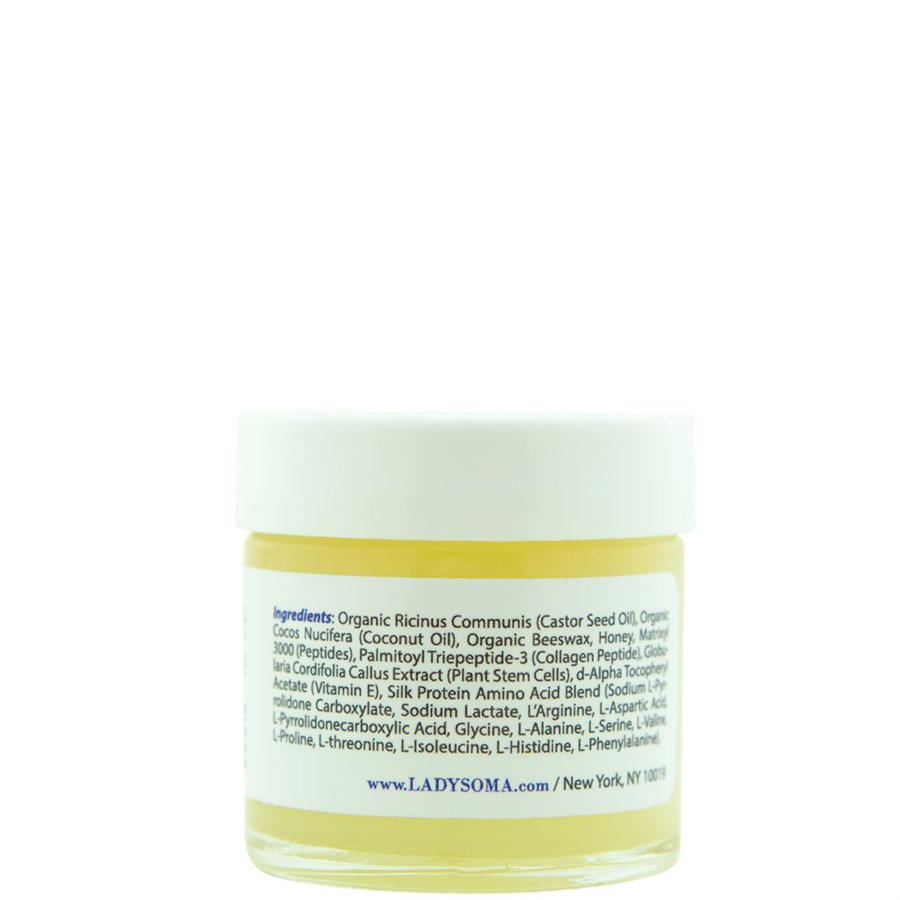 Ingredients: Organic Ricinus Communis (Castor Seed Oil), Organic
Cocos Nucifera (Coconut Oil), Organic Beeswax, Honey, Matrixyl
3000 (Peptides), Palmitoyl Triepeptide-3 (Collagen Peptide), Globu-
laria Cordifolia Callus Extract (Plant Stem Cells), d-Alpha Tocopheryl
Acetate (Vitamin E), Silk Protein Amino Acid Blend (Sodium L-Pyr-
rolidone Carboxylate, Sodium Lactate, L'Arginine, L-Aspartic Acid,
L-Pyrrolidonecarboxylic Acid, Glycine, L-Alanine, L-Serine, L-Valine,
L-Proline, L-threonine, L-Isoleucine, L-Histidine, L-Phenylalanine).
www.LADYSOMA.com / New York, NY 10019